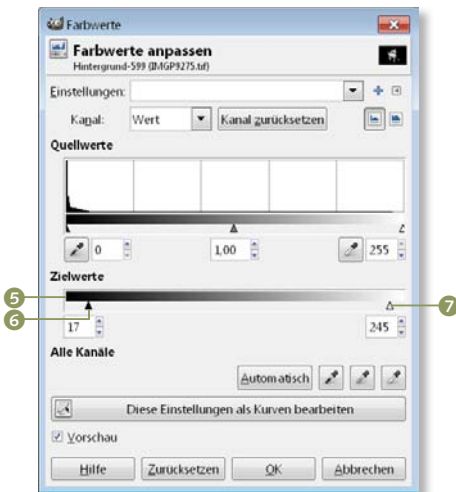 Farbwerte
Farbwerte anpassen
Hintergrund-599 (IMGP9275.tif)
Einstellungen:
Kanal: Wert Kanal zurücksetzen
Quellwerte
0 1,00 255
Zielwerte
5
6 7
17 245
Alle Kanäle
Automatisch
Diese Einstellungen als Kurven bearbeiten
Vorschau
Hilfe Zurücksetzen OK Abbrechen